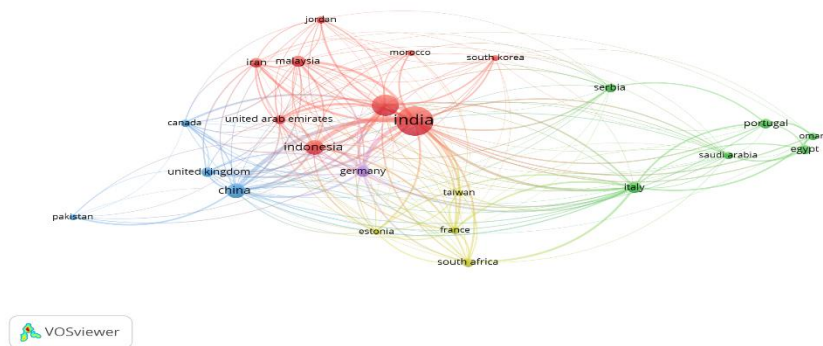 jordan
morocco
iran
malaysia
south korea
serbia
india
canada
united arab emirates
portugal
oman
indonesia
egypt
saudi arabia
united kingdom
germany
china
italy
taiwan
pakistan
estonia
france
south africa
VOSviewer